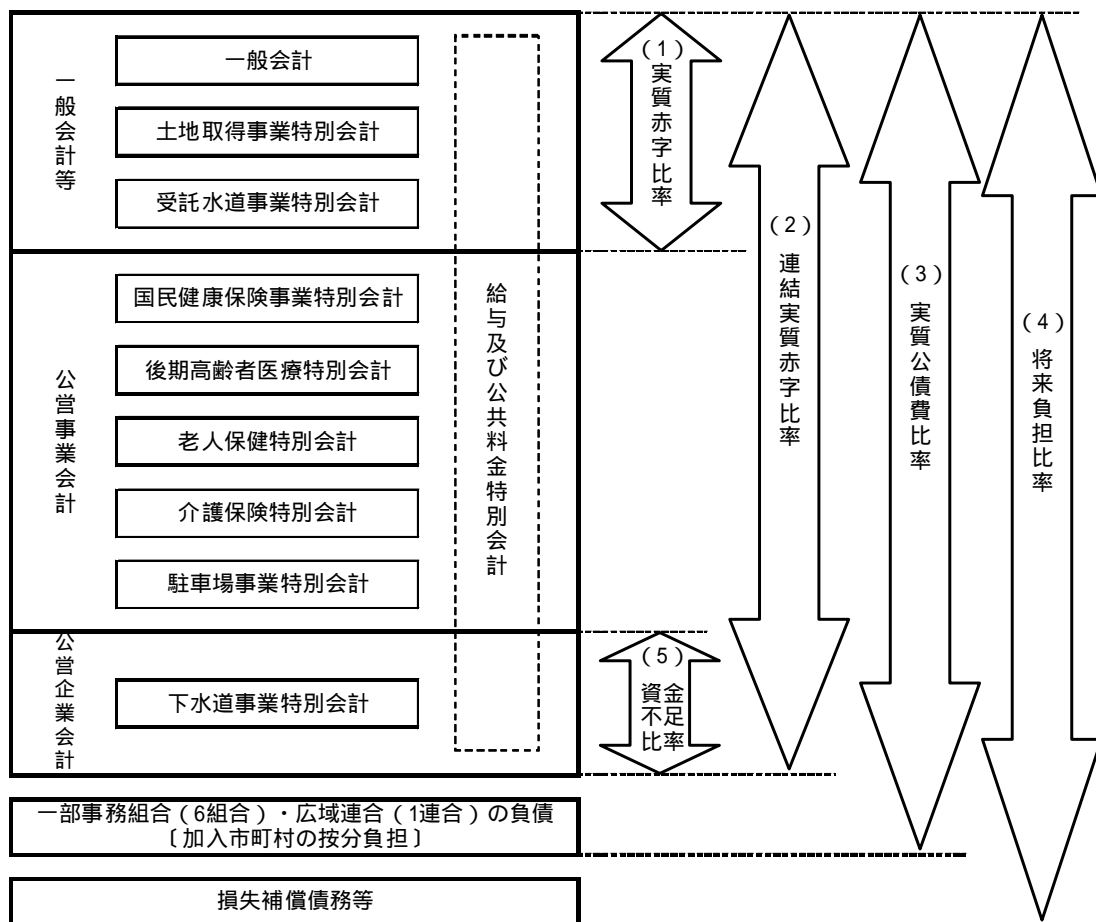 一般会計等
一般会計
土地取得事業特別会計
受託水道事業特別会計
公営事業会計
国民健康保険事業特別会計
後期高齢者医療特別会計
老人保健特別会計
介護保険特別会計
駐車場事業特別会計
公営企業会計
下水道事業特別会計
給与及び公共料金特別会計
(1)
実質赤字比率
(2)
連結実質赤字比率
(3)
実質公債費比率
(4)
将来負担比率
(5)
資金
不足
比率
一部事務組合(6組合)・広域連合(1連合)の負債
〔加入市町村の按分負担〕
損失補償債務等